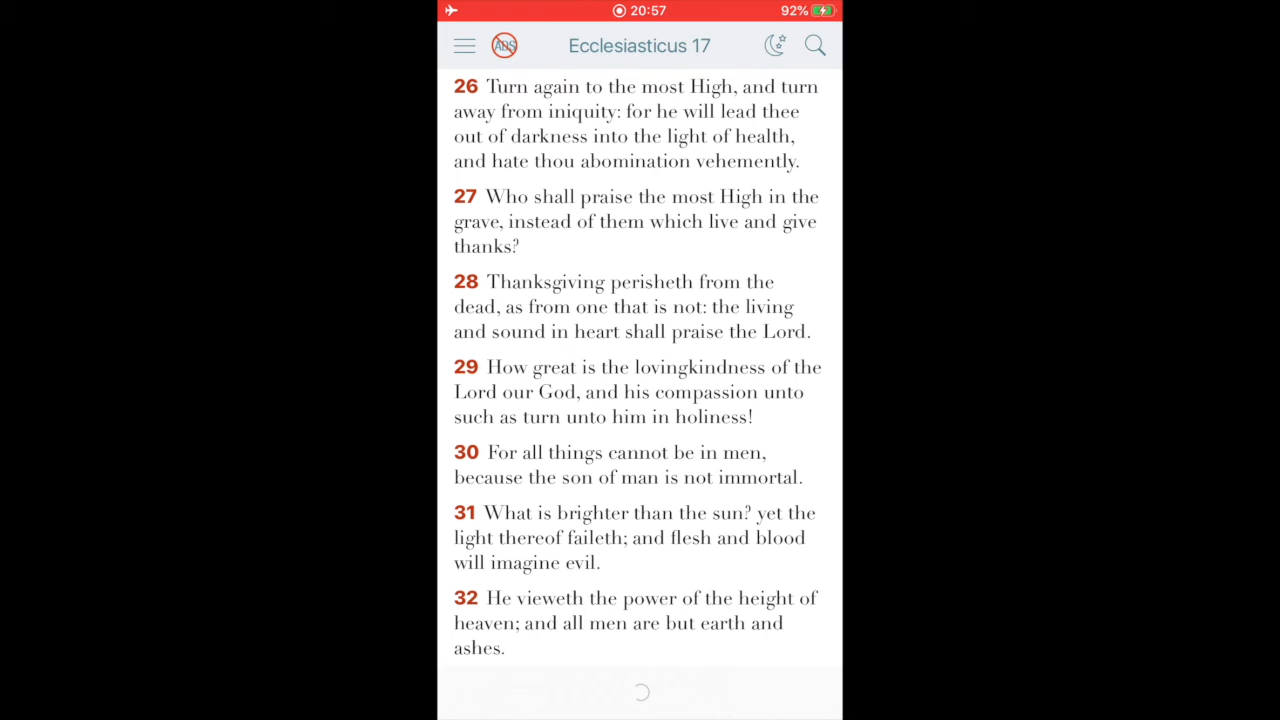 20:57
92%
ADS
Ecclesiasticus 17
26 Turn again to the most High, and turn
away from iniquity: for he will lead thee
out of darkness into the light of health,
and hate thou abomination vehemently.
27 Who shall praise the most High in the
grave, instead of them which live and give
thanks?
28 Thanksgiving perisheth from the
dead, as from one that is not: the living
and sound in heart shall praise the Lord.
29 How great is the lovingkindness of the
Lord our God, and his compassion unto
such as turn unto him in holiness!
30 For all things cannot be in men,
because the son of man is not immortal.
31 What is brighter than the sun? yet the
light thereof faileth; and flesh and blood
will imagine evil.
32 He vieweth the power of the height of
heaven; and all men are but earth and
ashes.